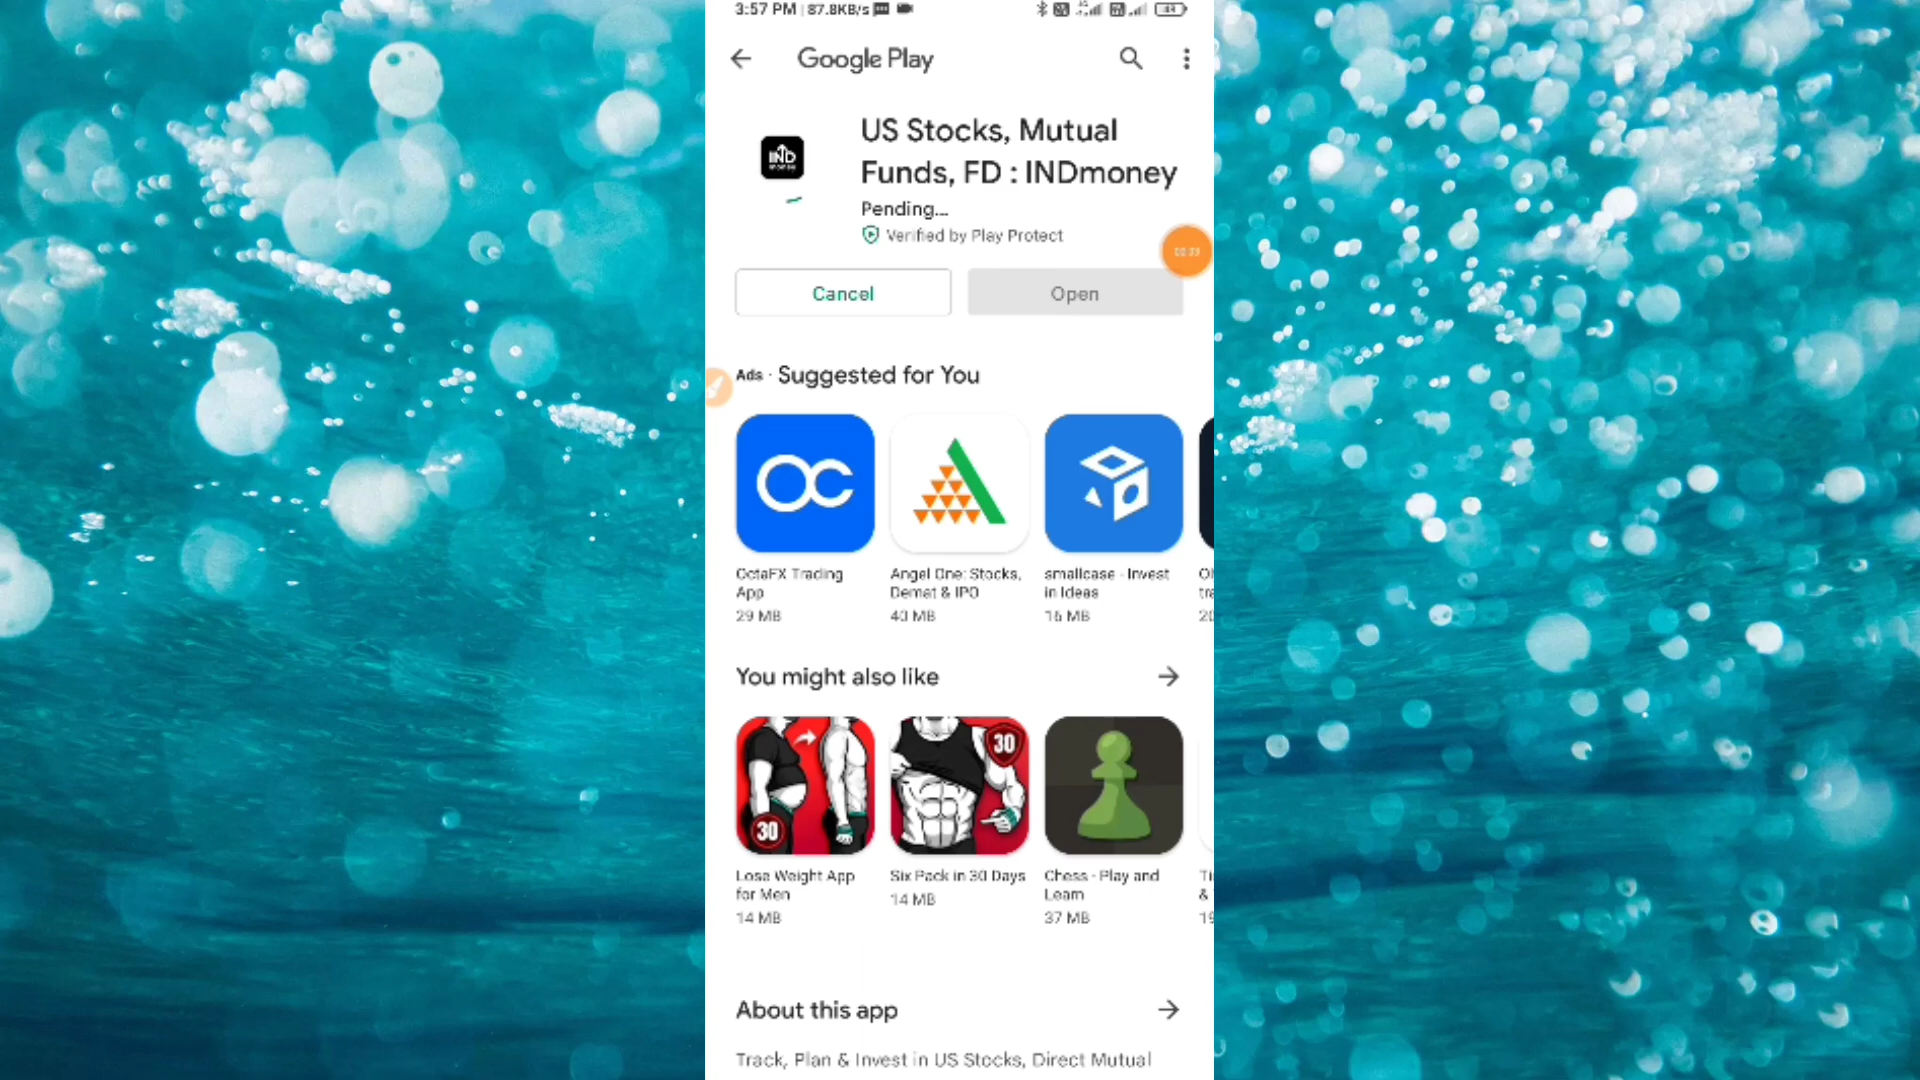 3:57 PM | 87.8KB/s
Google Play
IND
money
US Stocks, Mutual
Funds, FD : INDmoney
Pending...
Verified by Play Protect
Cancel
Open
Ads · Suggested for You
OctaFX Trading
App
29 MB
Angel One: Stocks,
Demat & IPO
40 MB
smallcase - Invest
in Ideas
16 MB
You might also like
30
30
Lose Weight App
for Men
14 MB
Six Pack in 30 Days
14 MB
Chess - Play and
Learn
37 MB
About this app
Track, Plan & Invest in US Stocks, Direct Mutual